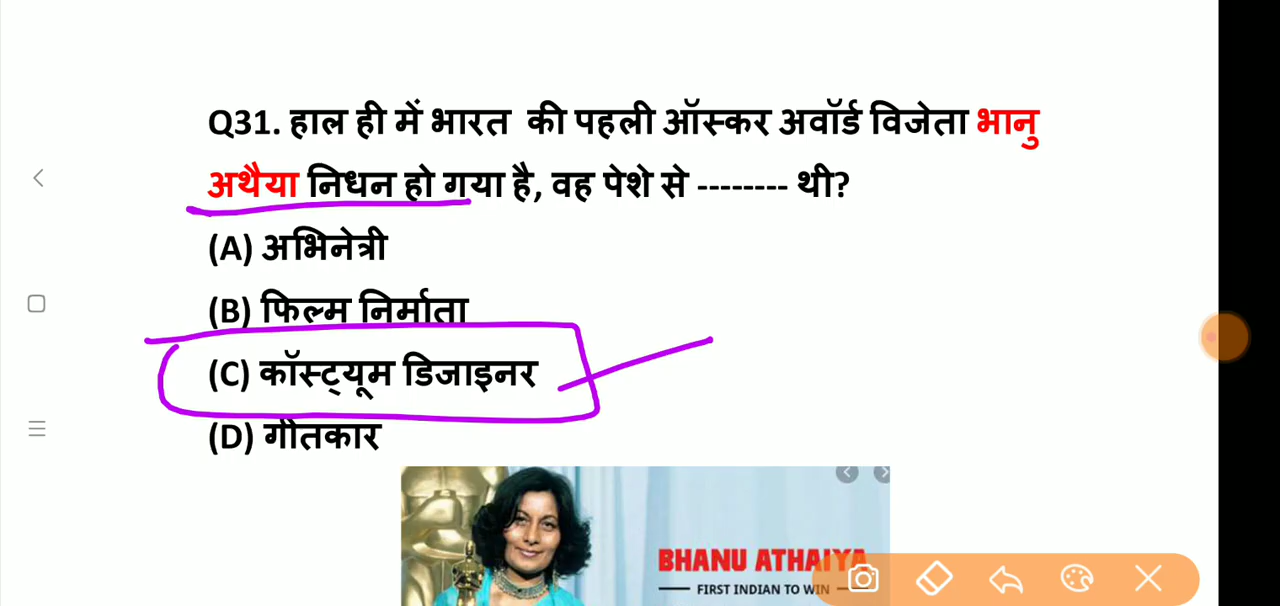 Q31. हाल ही में भारत की पहली ऑस्कर अवॉर्ड विजेता भानु
अथैया निधन हो गया है, वह पेशे से -------- थी?
(A) अभिनेत्री
(B) फिल्म निर्माता
(C) कॉस्ट्यूम डिजाइनर
(D) गीतकार
BHANU ATHAIYA
FIRST INDIAN TO WIN